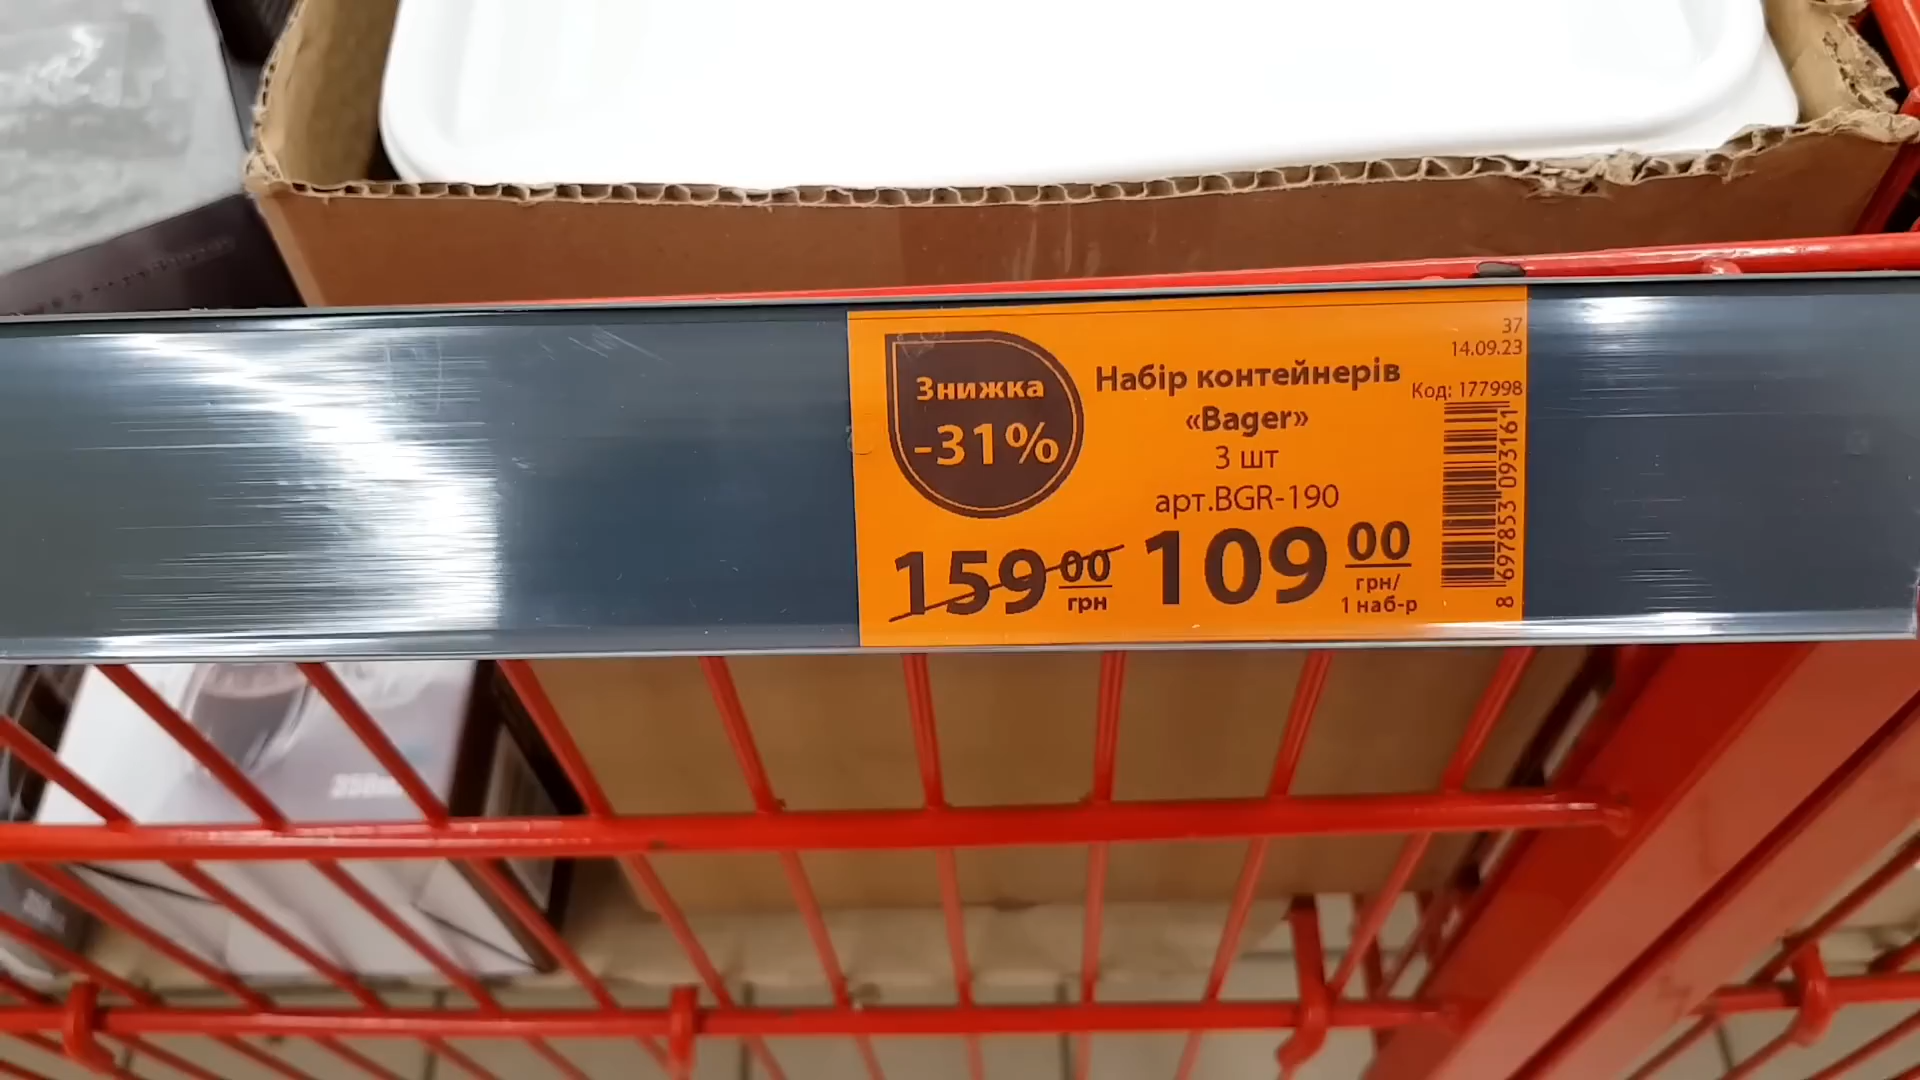 37
14.09.23
Код: 177998
Знижка
-31%
Набір контейнерів
«Bager»
3 шт
арт.BGR-190
159 00
грн
109 00
грн/
1 наб-р
8 697853 093161